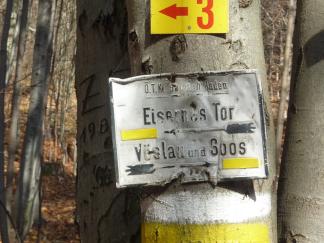 3
Ö.T.K.
Eisernes Tor
Vöslau und Soos